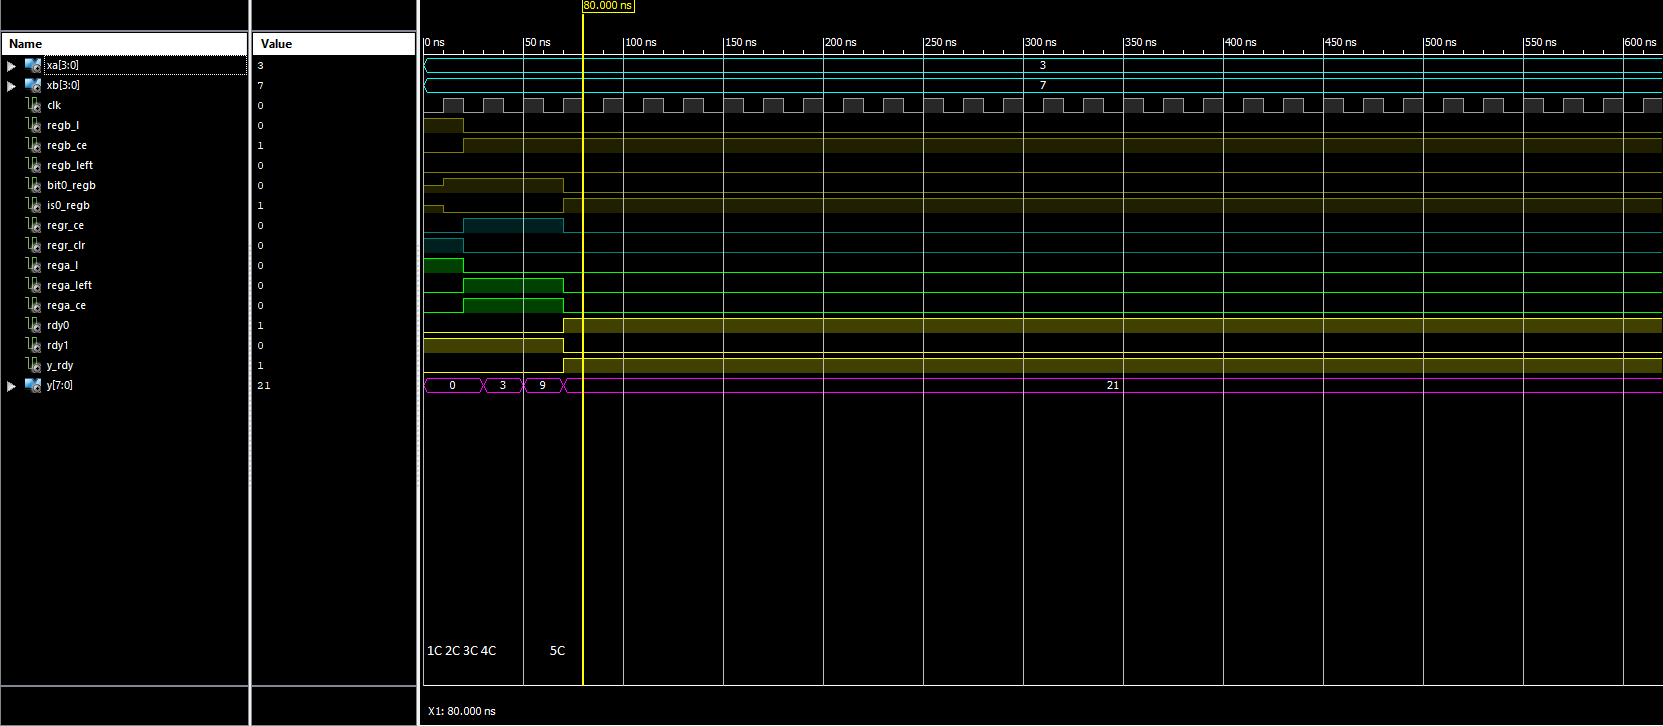 80.000 ns
Name Value
0 ns 50 ns 100 ns 150 ns 200 ns 250 ns 300 ns 350 ns 400 ns 450 ns 500 ns 550 ns 600 ns
xa[3:0] 3 3
xb[3:0] 7 7
clk 0
regb_l 0
regb_ce 1
regb_left 0
bit0_regb 0
is0_regb 1
regr_ce 0
regr_clr 0
rega_l 0
rega_left 0
rega_ce 0
rdy0 1
rdy1 0
y_rdy 1
y[7:0] 21 0 3 9 21
1C 2C 3C 4C 5C
X1: 80.000 ns